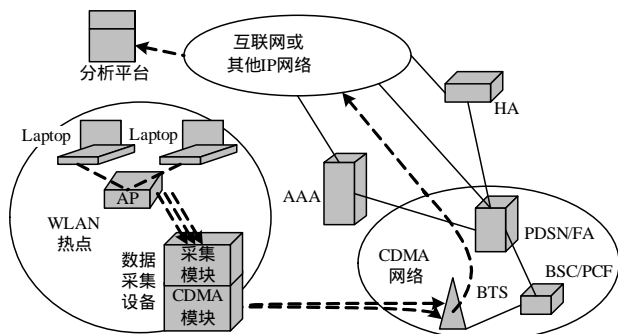 互联网或
其他IP网络
分析平台
HA
Laptop
Laptop
AP
AAA
WLAN
热点
PDSN/FA
数据
采集
设备
采集
模块
CDMA
模块
CDMA
网络
BTS
BSC/PCF